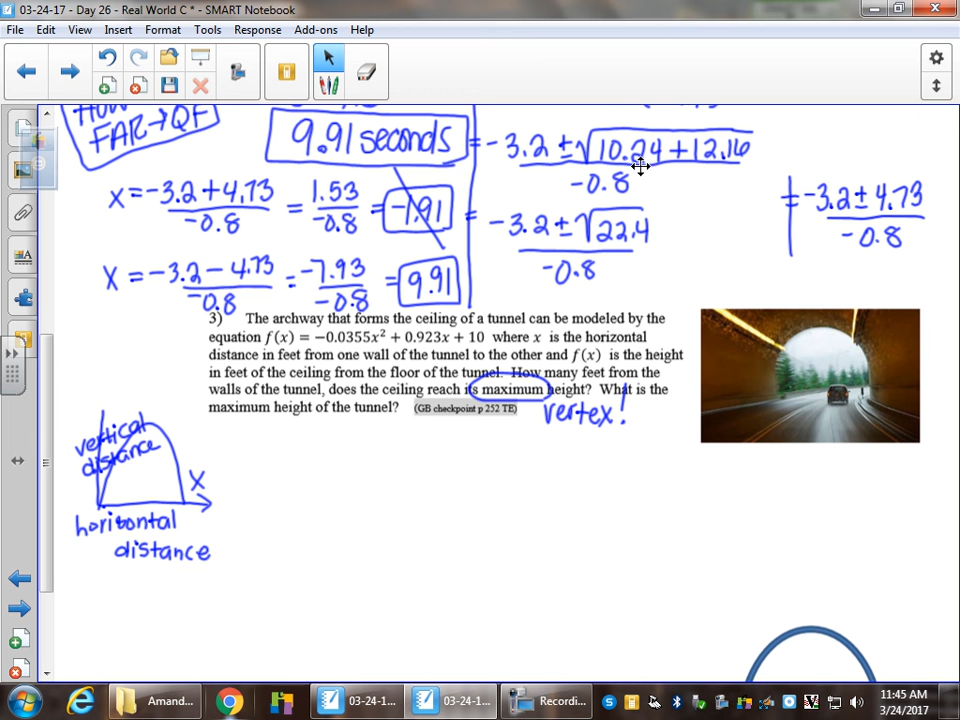 03-24-17 - Day 26 - Real World C * - SMART Notebook
File Edit View Insert Format Tools Response Add-ons Help
HOW
FAR→QF
9.91 seconds
= -3.2 ± √10.24 + 12.16
-0.8
x = -3.2 + 4.73 = 1.53 = -1.91
-0.8 -0.8
= -3.2 ± √22.4
-0.8
= -3.2 ± 4.73
-0.8
x = -3.2 - 4.73 = -7.93 = 9.91
-0.8 -0.8
3) The archway that forms the ceiling of a tunnel can be modeled by the
equation f(x) = −0.0355x² + 0.923x + 10 where x is the horizontal
distance in feet from one wall of the tunnel to the other and f(x) is the height
in feet of the ceiling from the floor of the tunnel. How many feet from the
walls of the tunnel, does the ceiling reach its maximum height? What is the
maximum height of the tunnel? (GB checkpoint p 252 TE)
vertex!
vertical
distance
x
horizontal
distance
Amand...
03-24-1...
03-24-1...
Recordi...
11:45 AM
3/24/2017